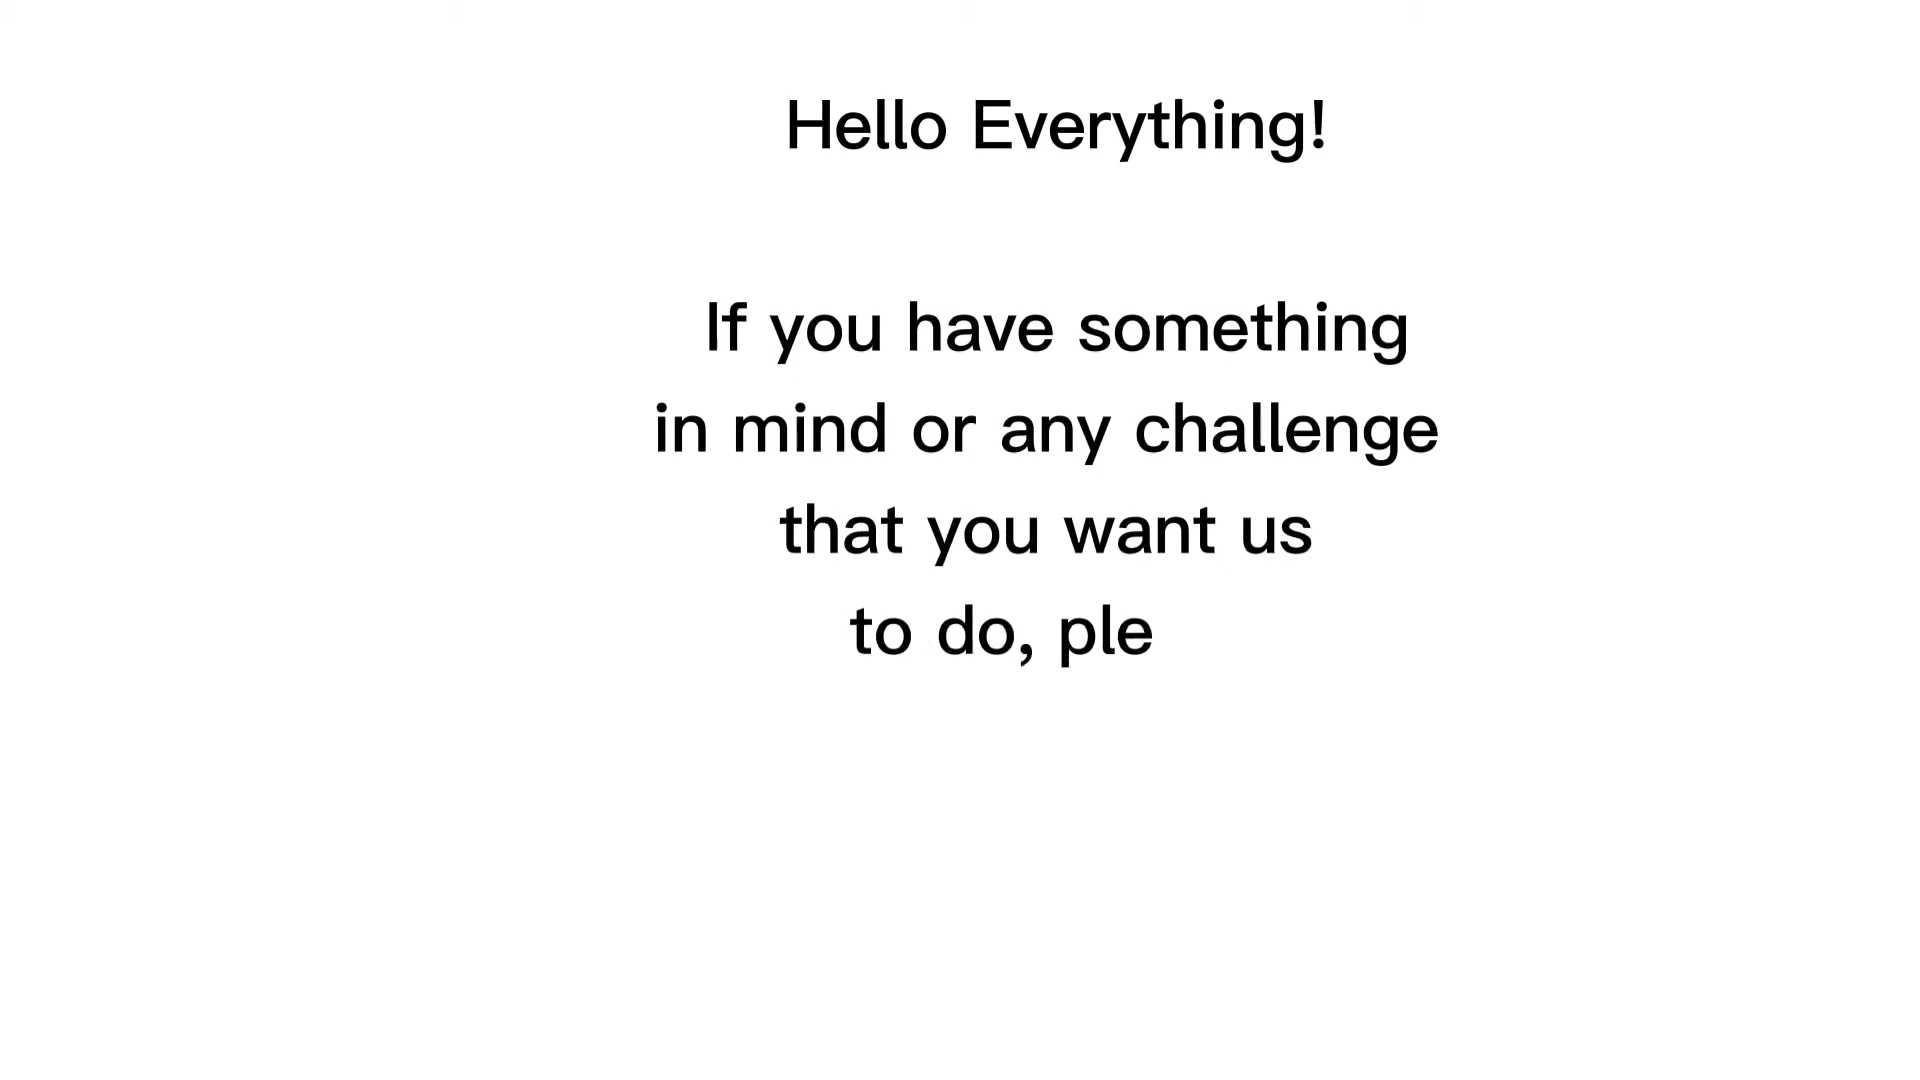 Hello Everything!
If you have something
in mind or any challenge
that you want us
to do, ple